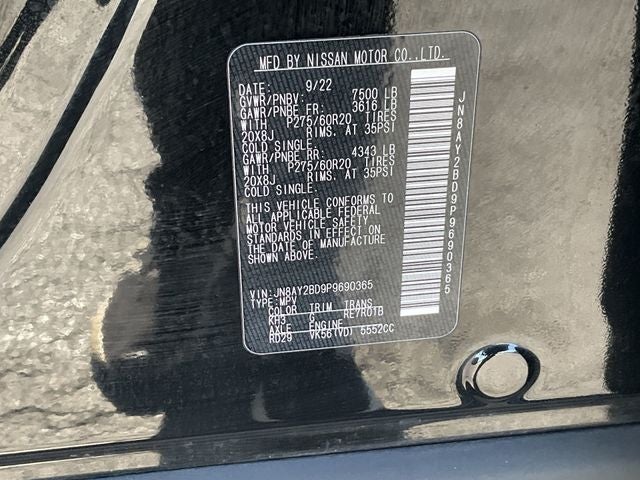 MFD BY NISSAN MOTOR CO.,LTD.
DATE: 9/22
GVWR/PNBV: 7500 LB
GAWR/PNBE FR: 3616 LB
WITH P275/60R20 TIRES
20X8J RIMS. AT 35PSI
COLD SINGLE.
GAWR/PNBE RR: 4343 LB
WITH P275/60R20 TIRES
20X8J RIMS. AT 35PSI
COLD SINGLE.
THIS VEHICLE CONFORMS TO
ALL APPLICABLE FEDERAL
MOTOR VEHICLE SAFETY
STANDARDS IN EFFECT ON
THE DATE OF MANUFACTURE
SHOWN ABOVE.
VIN:JN8AY2BD9P9690365
TYPE:MPV
COLOR TRIM TRANS
KH3 G RE7R01B
AXLE ENGINE
RD29 VK56(VD) 5552CC
JN8AY2BD9P9690365